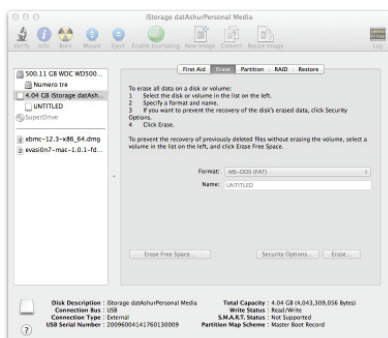 iStorage datAshurPersonal Media
Verify Info Burn Mount Eject Enable Journaling New Image Convert Resize Image Log
500.11 GB WDC WD500...
Numero tre
4.04 GB iStorage datAsh...
UNTITLED
SuperDrive
xbmc-12.3-x86_64.dmg
evasi0n7-mac-1.0.1-fd...
First Aid Erase Partition RAID Restore
To erase all data on a disk or volume:
1 Select the disk or volume in the list on the left.
2 Specify a format and name.
3 If you want to prevent the recovery of the disk's erased data, click Security
Options.
4 Click Erase.
To prevent the recovery of previously deleted files without erasing the volume, select a
volume in the list on the left, and click Erase Free Space.
Format: MS-DOS (FAT)
Name: UNTITLED
Erase Free Space... Security Options... Erase...
Disk Description : iStorage datAshurPersonal Media
Connection Bus : USB
Connection Type : External
USB Serial Number : 20096004141760130009
Total Capacity : 4.04 GB (4,043,309,056 Bytes)
Write Status : Read/Write
S.M.A.R.T. Status : Not Supported
Partition Map Scheme : Master Boot Record
?